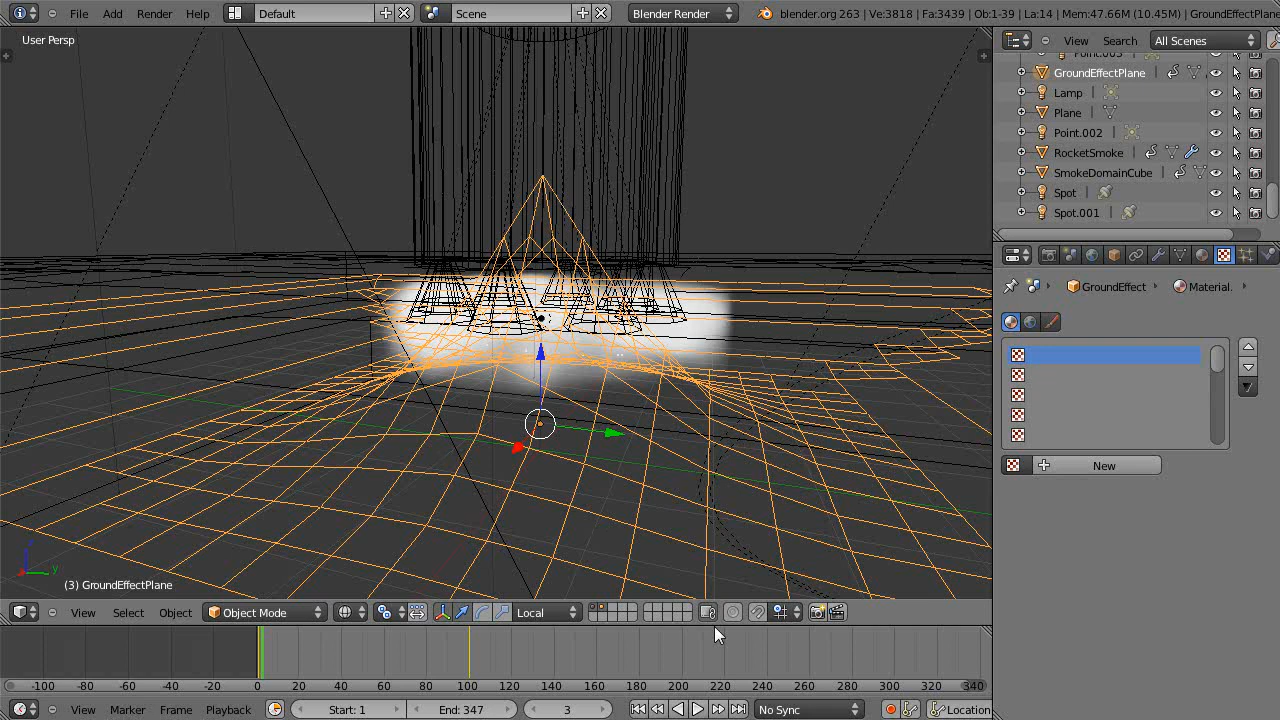 File Add Render Help Default Scene Blender Render blender.org 263 | Ve:3818 | Fa:3439 | Ob:1-39 | La:14 | Mem:47.66M (10.45M) | GroundEffectPlane
User Persp
View Search All Scenes
Point.003
GroundEffectPlane
Lamp
Plane
Point.002
RocketSmoke
SmokeDomainCube
Spot
Spot.001
GroundEffect Material.
New
z
y
(3) GroundEffectPlane
View Select Object Object Mode Local
-100 -80 -60 -40 -20 0 20 40 60 80 100 120 140 160 180 200 220 240 260 280 300 320 340
View Marker Frame Playback Start: 1 End: 347 3 No Sync Location